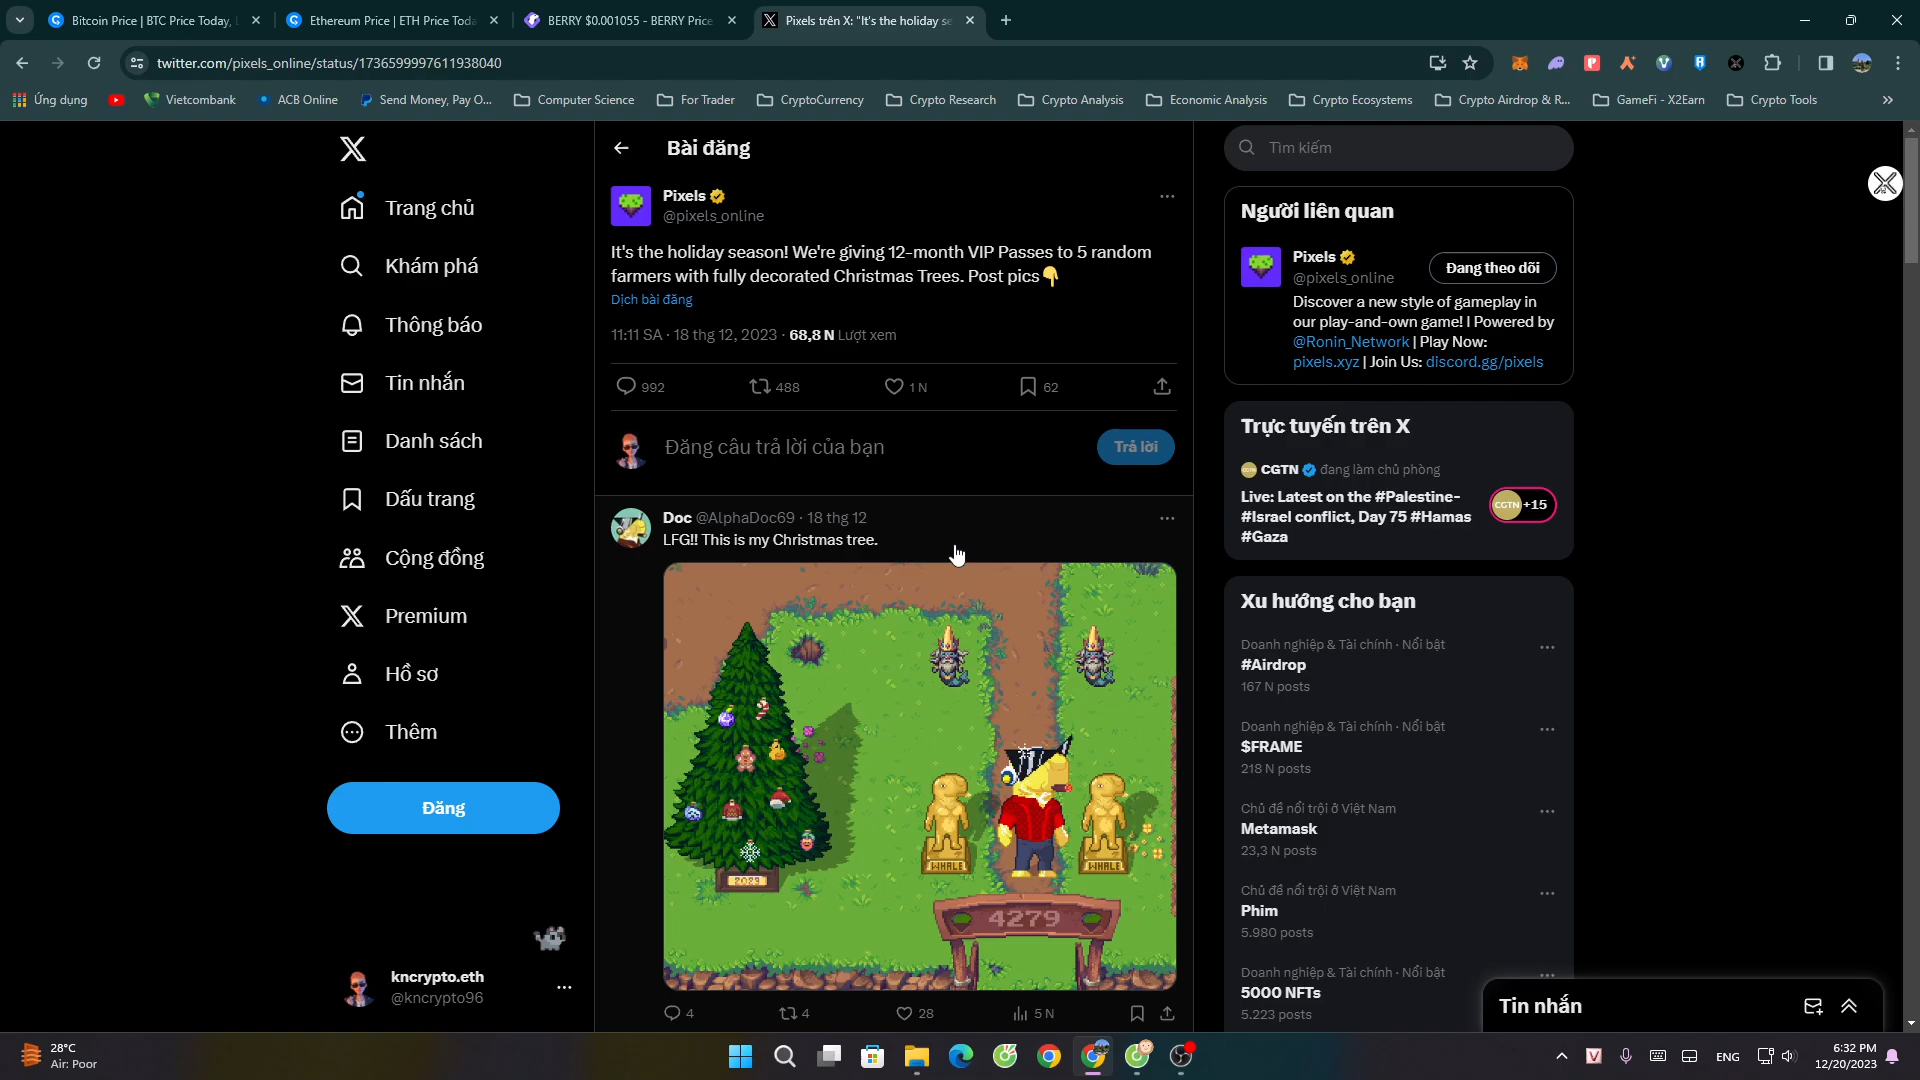 Bitcoin Price | BTC Price Today,
Ethereum Price | ETH Price Toda
BERRY $0.001055 - BERRY Price
Pixels trên X: "It's the holiday se
twitter.com/pixels_online/status/1736599997611938040
Ứng dụng
Vietcombank
ACB Online
Send Money, Pay O...
Computer Science
For Trader
CryptoCurrency
Crypto Research
Crypto Analysis
Economic Analysis
Crypto Ecosystems
Crypto Airdrop & R...
GameFi - X2Earn
Crypto Tools
Trang chủ
Khám phá
Thông báo
Tin nhắn
Danh sách
Dấu trang
Cộng đồng
Premium
Hồ sơ
Thêm
Đăng
kncrypto.eth
@kncrypto96
Bài đăng
Pixels
@pixels_online
It's the holiday season! We're giving 12-month VIP Passes to 5 random
farmers with fully decorated Christmas Trees. Post pics👇
Dịch bài đăng
11:11 SA · 18 thg 12, 2023 · 68,8 N Lượt xem
992
488
1 N
62
Đăng câu trả lời của bạn
Trả lời
Doc @AlphaDoc69 · 18 thg 12
LFG!! This is my Christmas tree.
2023
WHALE
WHALE
4279
4
4
28
5 N
Tìm kiếm
Người liên quan
Pixels
@pixels_online
Đang theo dõi
Discover a new style of gameplay in
our play-and-own game! I Powered by
@Ronin_Network | Play Now:
pixels.xyz | Join Us: discord.gg/pixels
Trực tuyến trên X
CGTN đang làm chủ phòng
Live: Latest on the #Palestine-
#Israel conflict, Day 75 #Hamas
#Gaza
CGTN +15
Xu hướng cho bạn
Doanh nghiệp & Tài chính · Nổi bật
#Airdrop
167 N posts
Doanh nghiệp & Tài chính · Nổi bật
$FRAME
218 N posts
Chủ đề nổi trội ở Việt Nam
Metamask
23,3 N posts
Chủ đề nổi trội ở Việt Nam
Phim
5.980 posts
Doanh nghiệp & Tài chính · Nổi bật
5000 NFTs
5.223 posts
Tin nhắn
28°C
Air: Poor
ENG
6:32 PM
12/20/2023